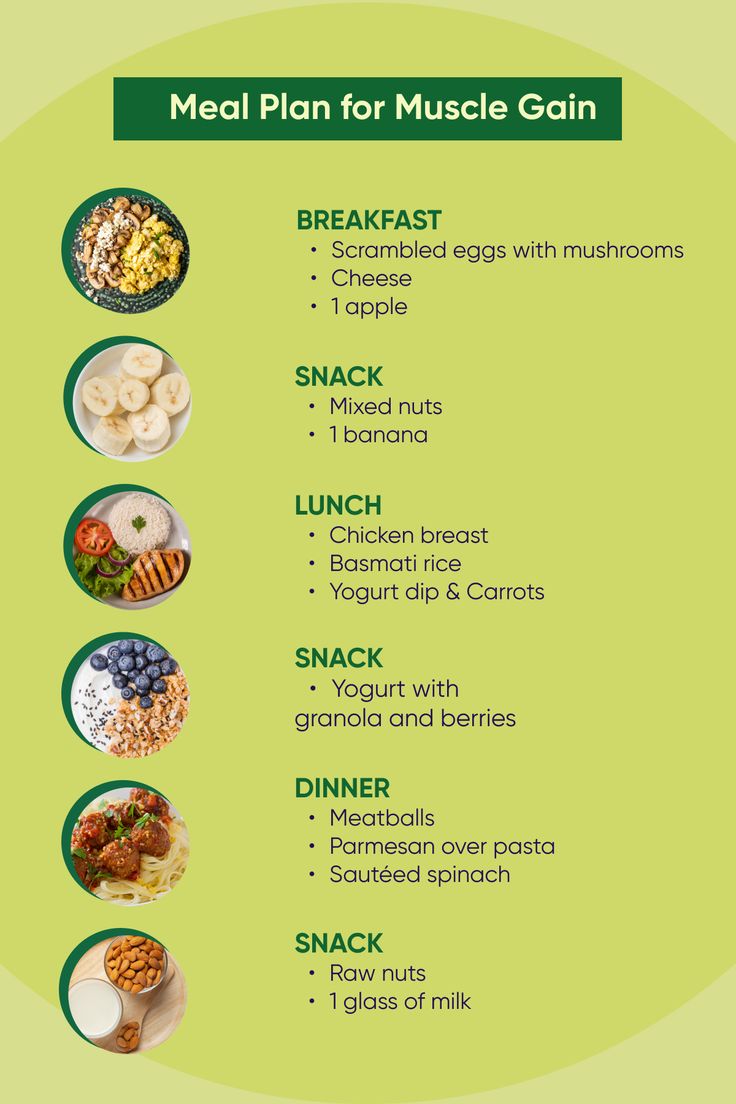 Meal Plan for Muscle Gain
BREAKFAST
• Scrambled eggs with mushrooms
• Cheese
• 1 apple
SNACK
• Mixed nuts
• 1 banana
LUNCH
• Chicken breast
• Basmati rice
• Yogurt dip & Carrots
SNACK
• Yogurt with
granola and berries
DINNER
• Meatballs
• Parmesan over pasta
• Sautéed spinach
SNACK
• Raw nuts
• 1 glass of milk